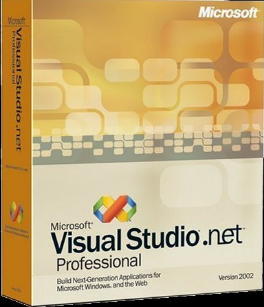 Microsoft
Microsoft
Visual Studio .net
Professional
Build Next-Generation Applications for
Microsoft Windows, and the Web
Version 2002
Microsoft
Visual Studio.net
Professional